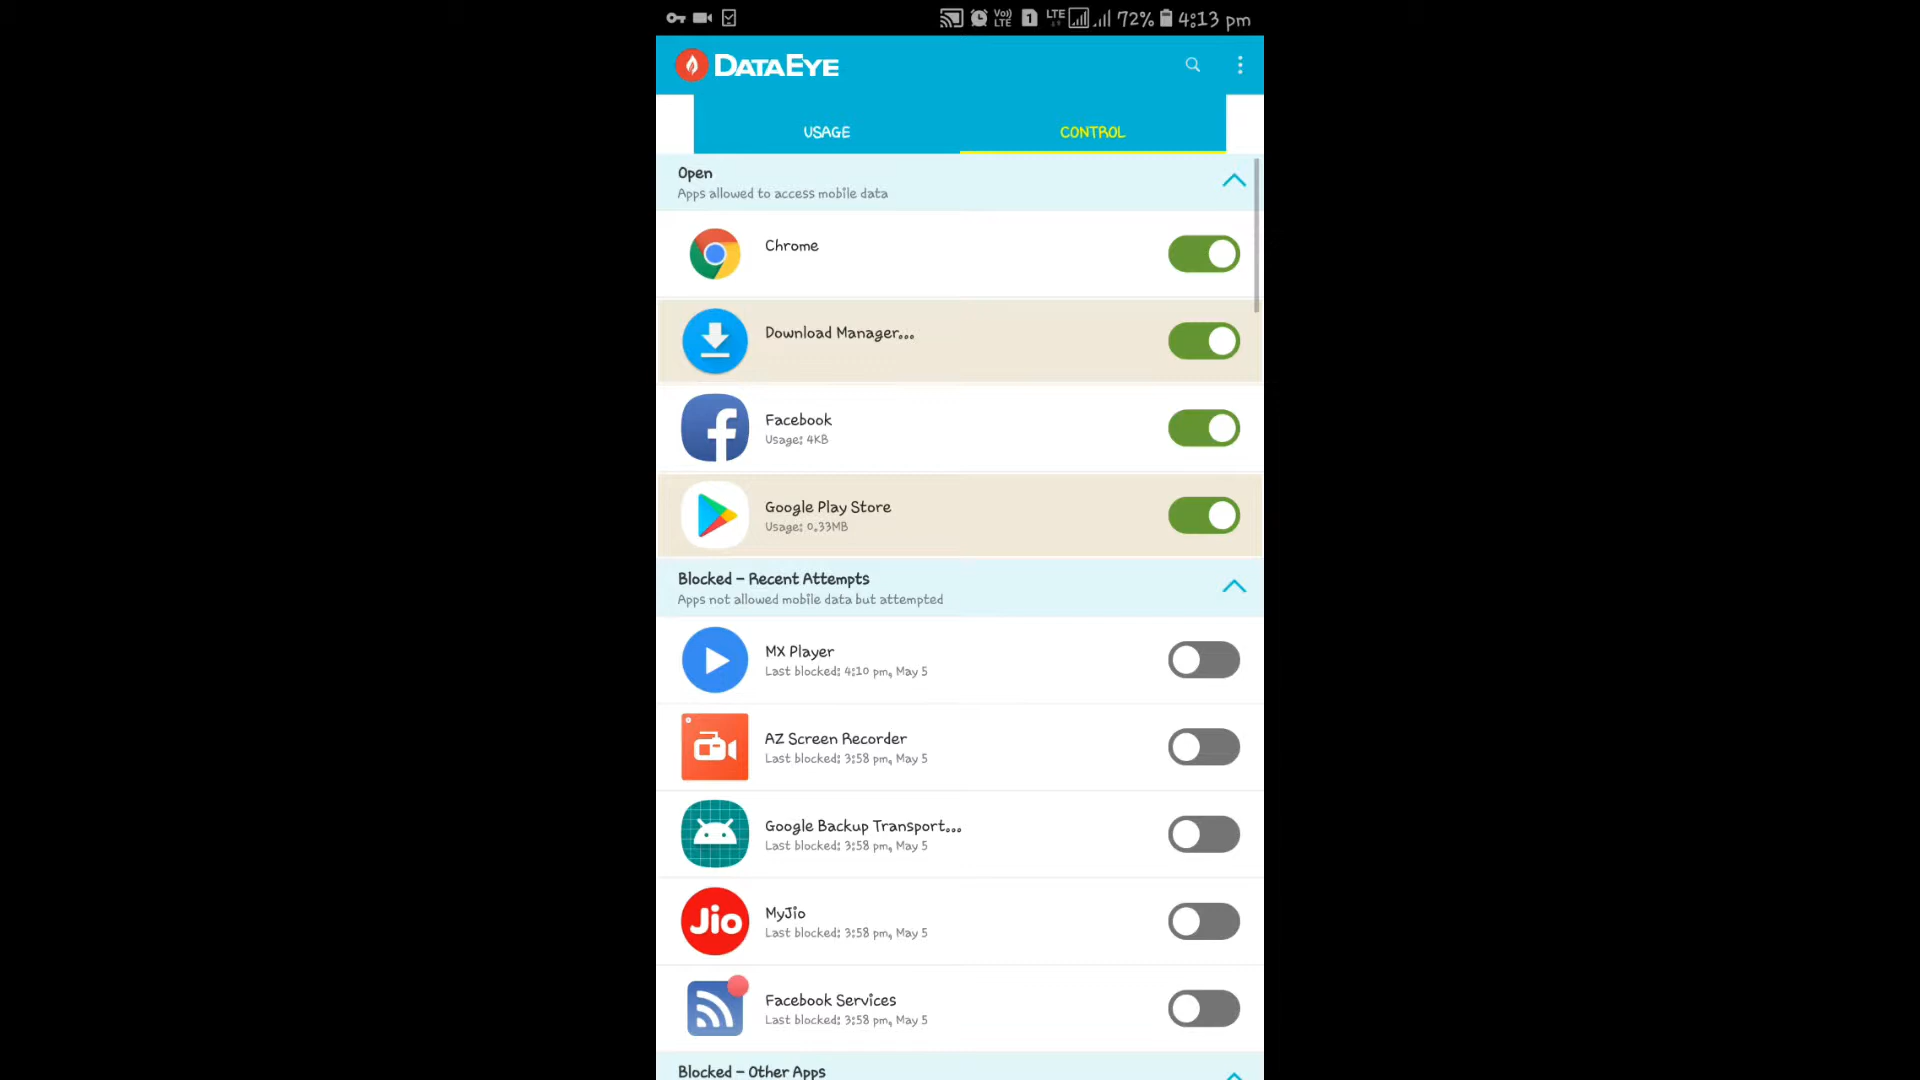 Vo)) LTE 1 LTE 72% 4:13 pm
DATAEYE
USAGE CONTROL
Open
Apps allowed to access mobile data
Chrome
Download Manager...
Facebook
Usage: 4KB
Google Play Store
Usage: 0.33MB
Blocked – Recent Attempts
Apps not allowed mobile data but attempted
MX Player
Last blocked: 4:10 pm, May 5
AZ Screen Recorder
Last blocked: 3:58 pm, May 5
Google Backup Transport...
Last blocked: 3:58 pm, May 5
Jio
MyJio
Last blocked: 3:58 pm, May 5
Facebook Services
Last blocked: 3:58 pm, May 5
Blocked – Other Apps